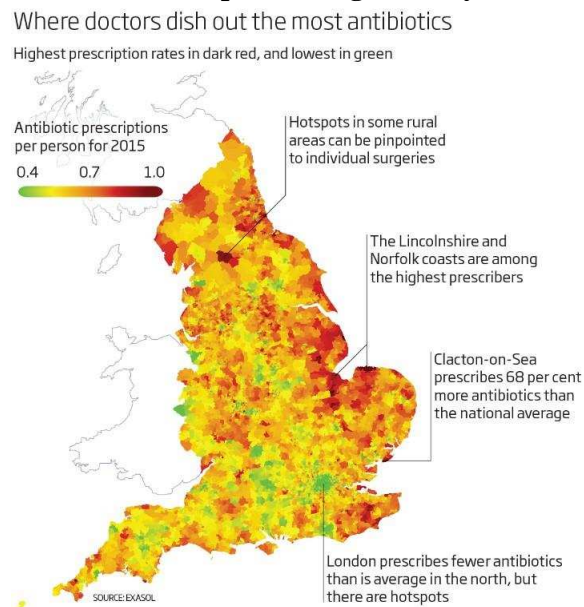 Where doctors dish out the most antibiotics
Highest prescription rates in dark red, and lowest in green
Antibiotic prescriptions
per person for 2015
0.4 0.7 1.0
Hotspots in some rural
areas can be pinpointed
to individual surgeries
The Lincolnshire and
Norfolk coasts are among
the highest prescribers
Clacton-on-Sea
prescribes 68 per cent
more antibiotics than
the national average
London prescribes fewer antibiotics
than is average in the north, but
there are hotspots
SOURCE: EXASOL